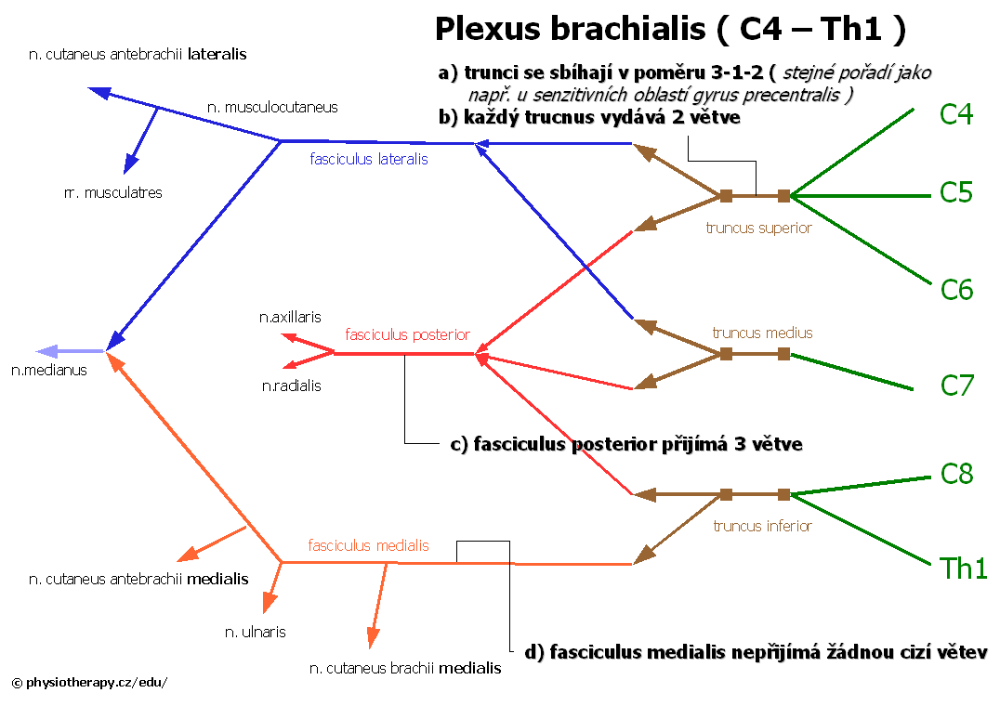 Plexus brachialis ( C4 – Th1 )
a) trunci se sbíhají v poměru 3-1-2 ( stejné pořadí jako
např. u senzitivních oblastí gyrus precentralis )
b) každý trucnus vydává 2 větve
n. cutaneus antebrachii lateralis
n. musculocutaneus
fasciculus lateralis
rr. musculatres
C4
C5
truncus superior
C6
n.axillaris
fasciculus posterior
truncus medius
n.medianus
n.radialis
C7
c) fasciculus posterior přijímá 3 větve
C8
truncus inferior
fasciculus medialis
Th1
n. cutaneus antebrachii medialis
n. ulnaris
d) fasciculus medialis nepřijímá žádnou cizí větev
n. cutaneus brachii medialis
© physiotherapy.cz/edu/